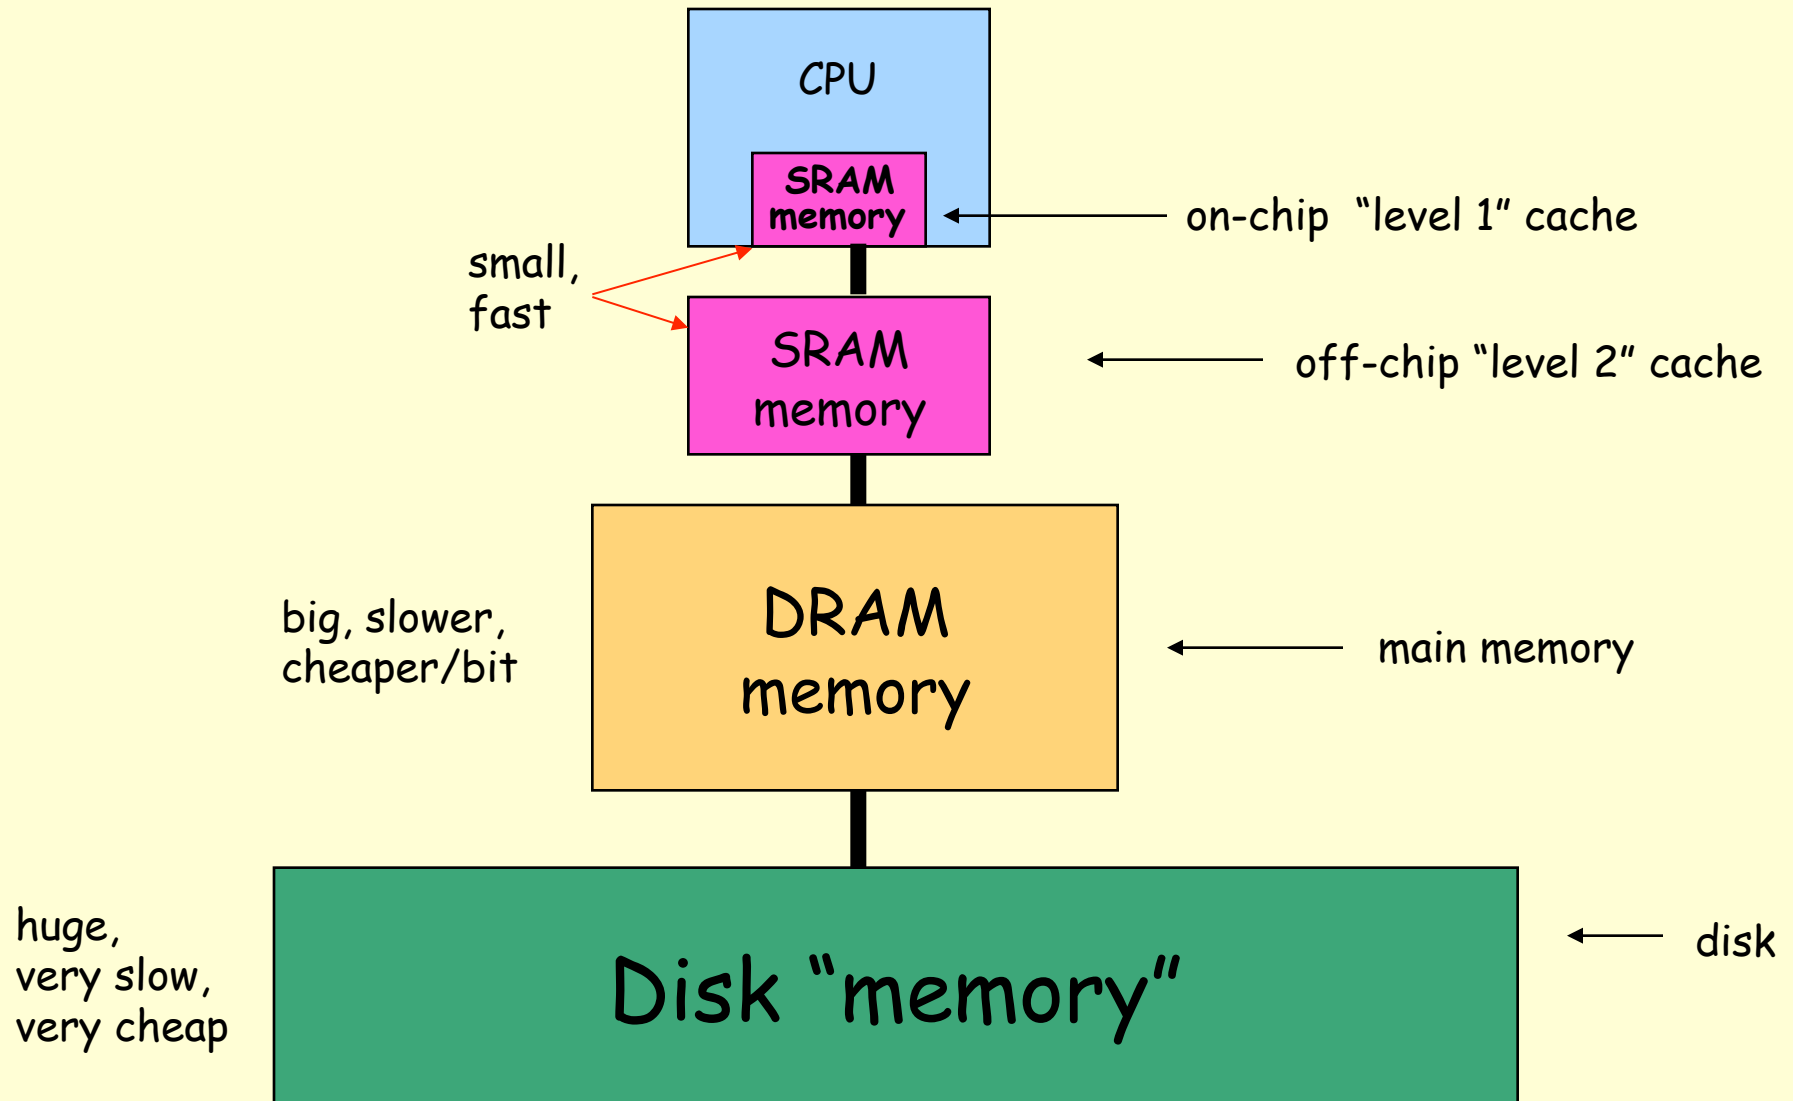 CPU
SRAM
memory
on-chip “level 1” cache
small,
fast
SRAM
memory
off-chip “level 2” cache
big, slower,
cheaper/bit
DRAM
memory
main memory
huge,
very slow,
very cheap
Disk “memory”
disk